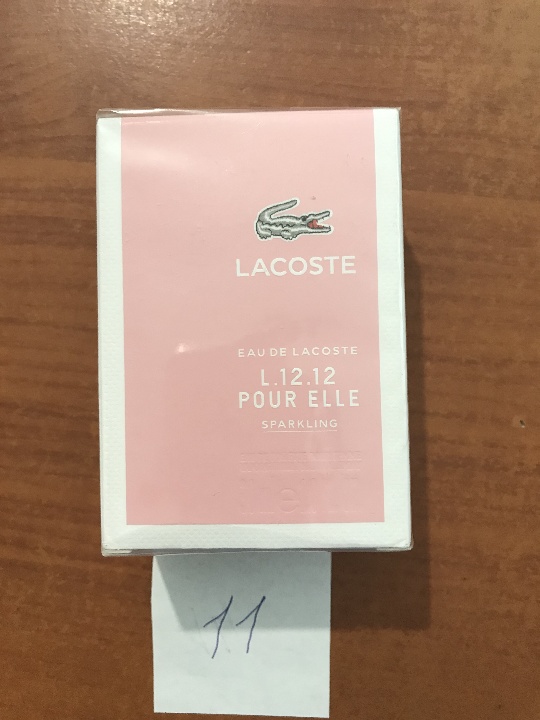 LACOSTE
EAU DE LACOSTE
L.12.12
POUR ELLE
SPARKLING
11